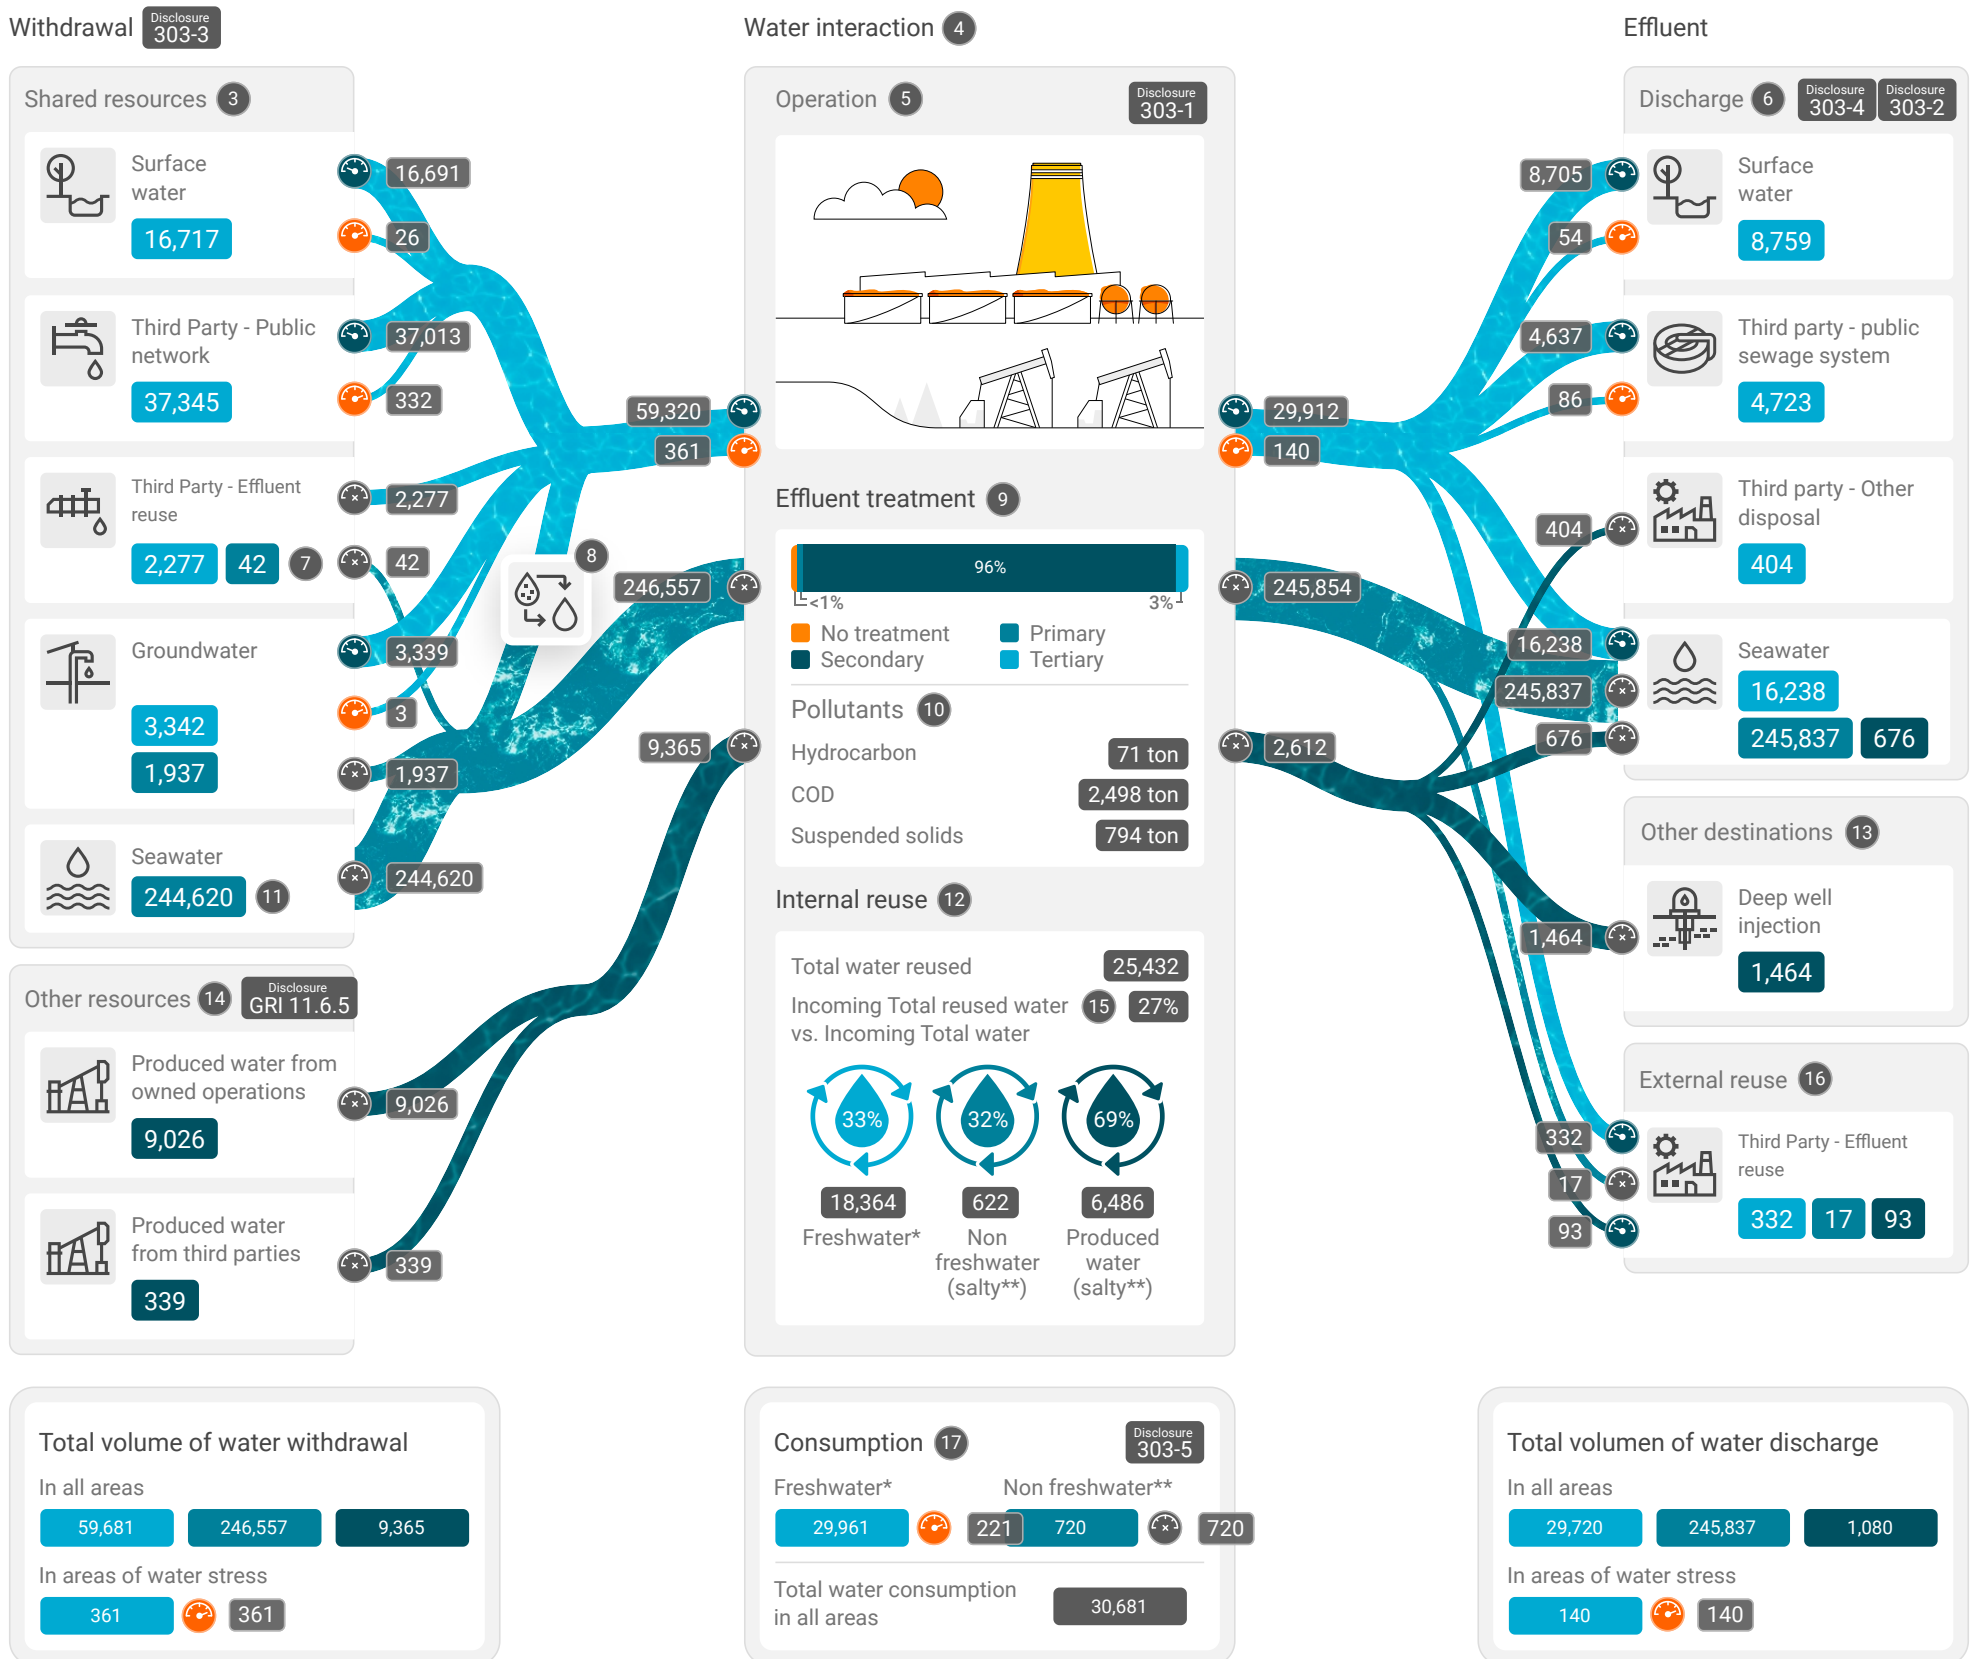 Withdrawal
Disclosure
303-3
Shared resources 3
Surface
water
16,717
16,691
26
Third Party - Public
network
37,345
37,013
332
Third Party - Effluent
reuse
2,277 42 7
2,277
42
Groundwater
3,342
1,937
3,339
3
1,937
Seawater
244,620 11
244,620
Other resources 14
Disclosure
GRI 11.6.5
Produced water from
owned operations
9,026
9,026
Produced water
from third parties
339
339
8
59,320
361
246,557
9,365
Water interaction 4
Operation 5
Disclosure
303-1
Effluent treatment 9
96%
<1%
3%
No treatment
Primary
Secondary
Tertiary
Pollutants 10
Hydrocarbon 71 ton
COD 2,498 ton
Suspended solids 794 ton
Internal reuse 12
Total water reused 25,432
Incoming Total reused water 15 27%
vs. Incoming Total water
33% 32% 69%
18,364 622 6,486
Freshwater*
Non
freshwater
(salty**)
Produced
water
(salty**)
29,912
140
245,854
2,612
Effluent
Discharge 6
Disclosure
303-4
Disclosure
303-2
8,705
54
Surface
water
8,759
4,637
86
Third party - public
sewage system
4,723
404
Third party - Other
disposal
404
16,238
245,837
676
Seawater
16,238
245,837 676
Other destinations 13
1,464
Deep well
injection
1,464
External reuse 16
332
17
93
Third Party - Effluent
reuse
332 17 93
Total volume of water withdrawal
In all areas
59,681 246,557 9,365
In areas of water stress
361 361
Consumption 17
Disclosure
303-5
Freshwater* Non freshwater**
29,961 221 720 720
Total water consumption
in all areas
30,681
Total volumen of water discharge
In all areas
29,720 245,837 1,080
In areas of water stress
140 140